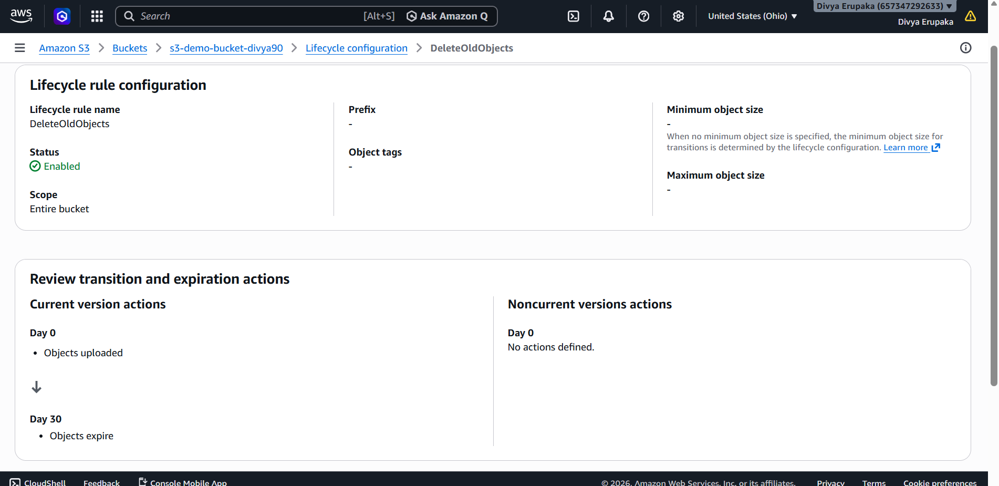 aws
Search
[Alt+S]
Ask Amazon Q
United States (Ohio) ▼
Divya Erupaka (657347292633) ▼
Divya Erupaka
Amazon S3 > Buckets > s3-demo-bucket-divya90 > Lifecycle configuration > DeleteOldObjects
Lifecycle rule configuration
Lifecycle rule name
DeleteOldObjects
Status
Enabled
Scope
Entire bucket
Prefix
-
Object tags
-
Minimum object size
-
When no minimum object size is specified, the minimum object size for
transitions is determined by the lifecycle configuration. Learn more
Maximum object size
-
Review transition and expiration actions
Current version actions
Day 0
• Objects uploaded
Day 30
• Objects expire
Noncurrent versions actions
Day 0
No actions defined.
CloudShell
Feedback
Console Mobile App
© 2026, Amazon Web Services, Inc. or its affiliates.
Privacy
Terms
Cookie preferences